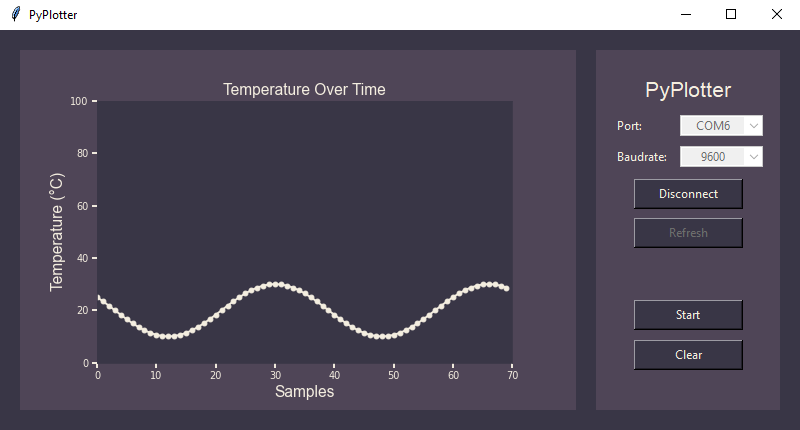 PyPlotter
Temperature Over Time
100
80
60
40
20
0
Temperature (°C)
0 10 20 30 40 50 60 70
Samples
PyPlotter
Port: COM6
Baudrate: 9600
Disconnect
Refresh
Start
Clear